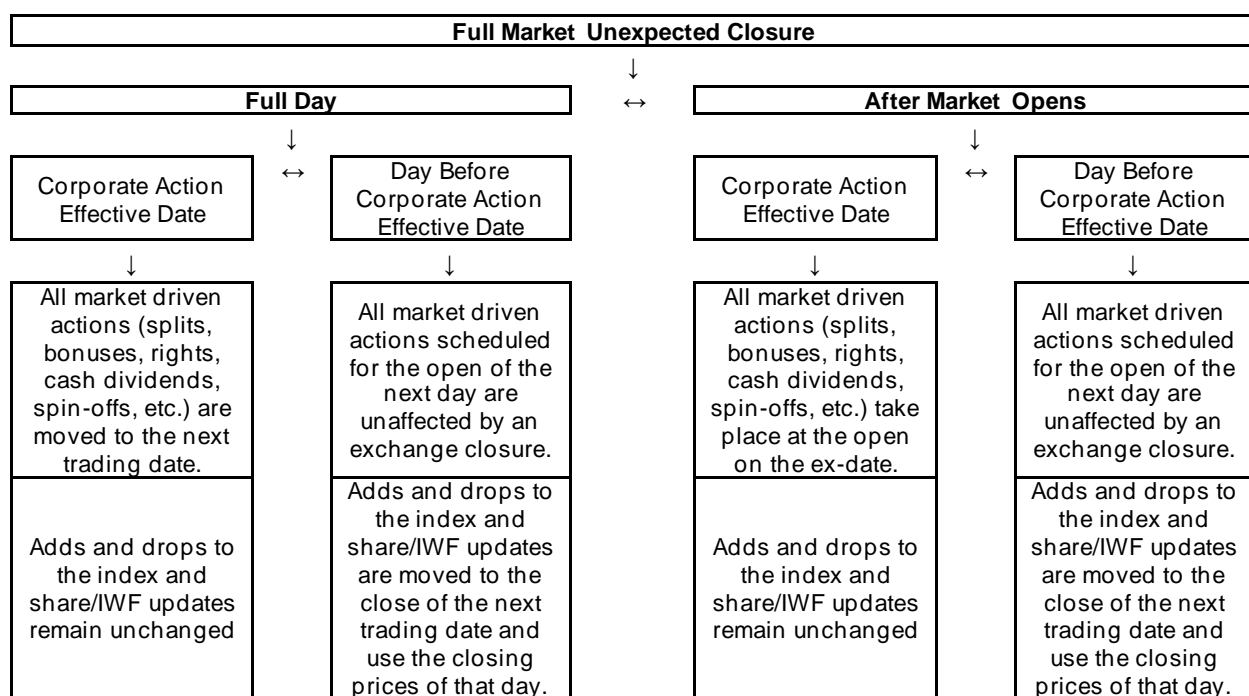 Full Market Unexpected Closure
↓
Full Day
↔
After Market Opens
↓
↓
Corporate Action
Effective Date
↔
Day Before
Corporate Action
Effective Date
Corporate Action
Effective Date
↔
Day Before
Corporate Action
Effective Date
↓
↓
↓
↓
All market driven
actions (splits,
bonuses, rights,
cash dividends,
spin-offs, etc.) are
moved to the next
trading date.
All market driven
actions scheduled
for the open of the
next day are
unaffected by an
exchange closure.
All market driven
actions (splits,
bonuses, rights,
cash dividends,
spin-offs, etc.) take
place at the open
on the ex-date.
All market driven
actions scheduled
for the open of the
next day are
unaffected by an
exchange closure.
Adds and drops to
the index and
share/IWF updates
remain unchanged
Adds and drops to
the index and
share/IWF updates
are moved to the
close of the next
trading date and
use the closing
prices of that day.
Adds and drops to
the index and
share/IWF updates
remain unchanged
Adds and drops to
the index and
share/IWF updates
are moved to the
close of the next
trading date and
use the closing
prices of that day.